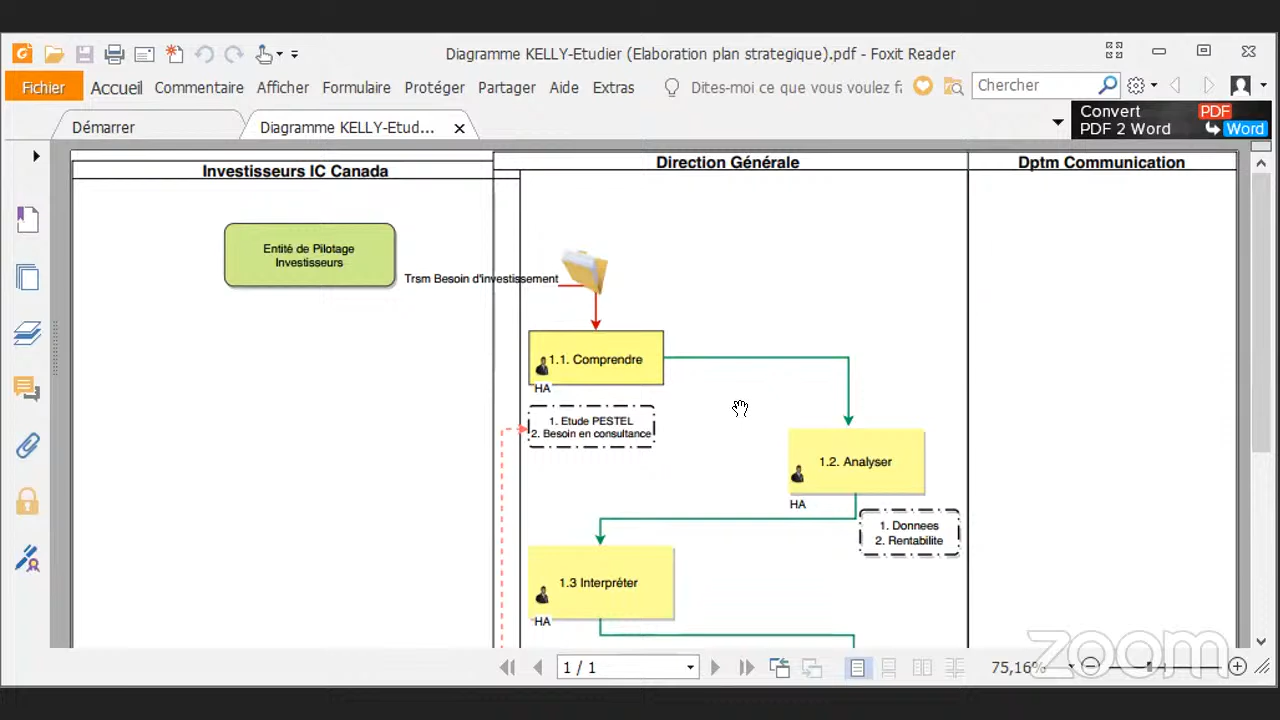 Diagramme KELLY-Etudier (Elaboration plan strategique).pdf - Foxit Reader
Fichier Accueil Commentaire Afficher Formulaire Protéger Partager Aide Extras Dites-moi ce que vous voulez fa Chercher
Convert PDF
PDF 2 Word Word
Démarrer Diagramme KELLY-Etud...
Investisseurs IC Canada Direction Générale Dptm Communication
Entité de Pilotage
Investisseurs
Trsm Besoin d'investissement
1.1. Comprendre
HA
1. Etude PESTEL
2. Besoin en consultance
1.2. Analyser
HA
1. Donnees
2. Rentabilite
1.3 Interpréter
HA
1 / 1
75,16%
zoom